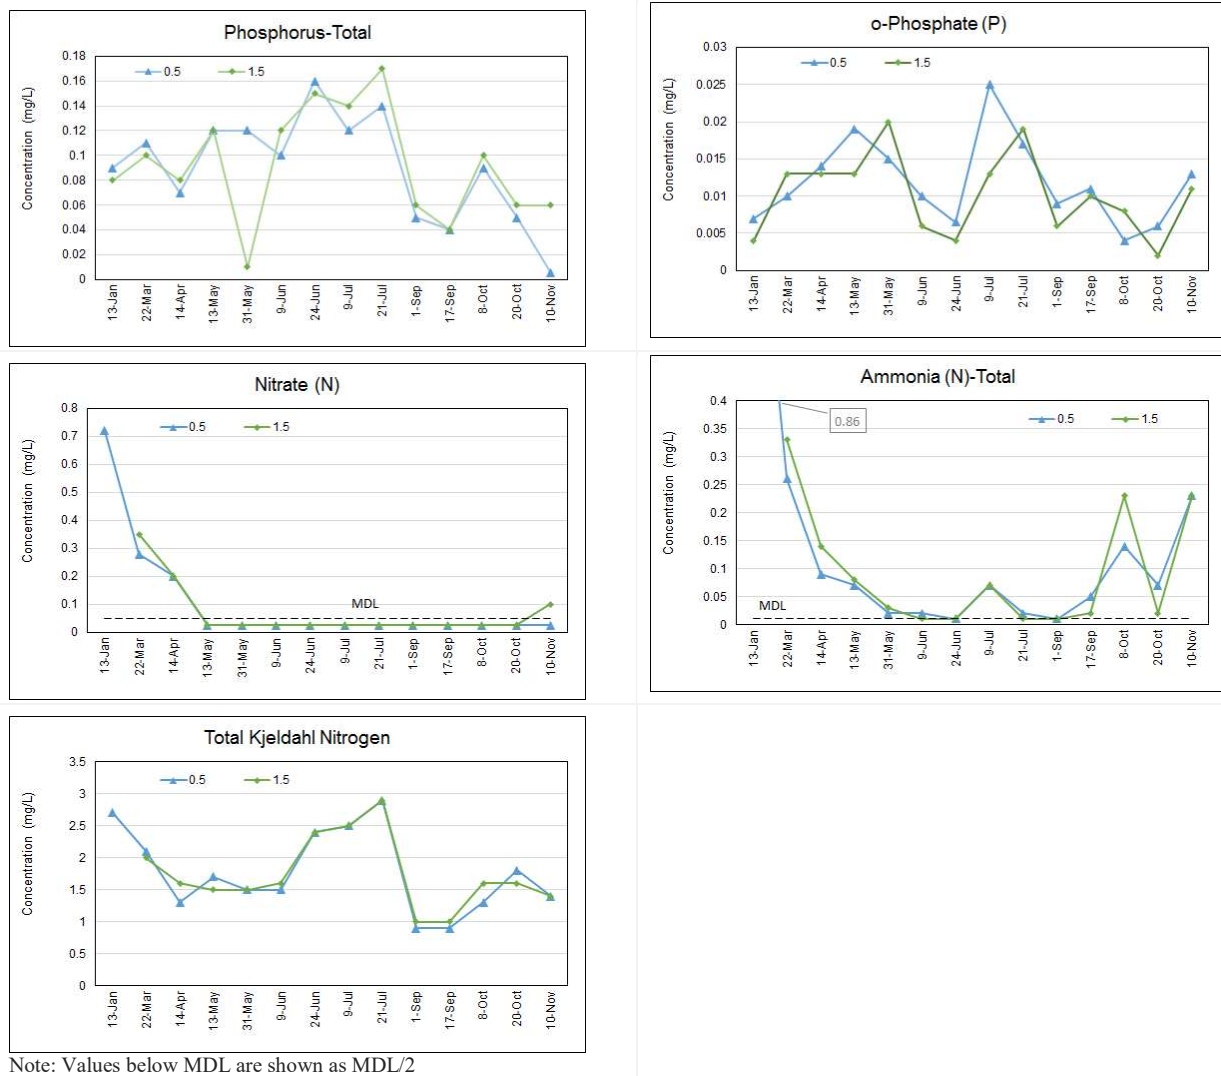 Phosphorus-Total
0.5 1.5
Concentration (mg/L)
0.18
0.16
0.14
0.12
0.1
0.08
0.06
0.04
0.02
0
13-Jan
22-Mar
14-Apr
13-May
31-May
9-Jun
24-Jun
9-Jul
21-Jul
1-Sep
17-Sep
8-Oct
20-Oct
10-Nov
o-Phosphate (P)
0.5 1.5
Concentration (mg/L)
0.03
0.025
0.02
0.015
0.01
0.005
0
13-Jan
22-Mar
14-Apr
13-May
31-May
9-Jun
24-Jun
9-Jul
21-Jul
1-Sep
17-Sep
8-Oct
20-Oct
10-Nov
Nitrate (N)
0.5 1.5
Concentration (mg/L)
0.8
0.7
0.6
0.5
0.4
0.3
0.2
0.1
0
MDL
13-Jan
22-Mar
14-Apr
13-May
31-May
9-Jun
24-Jun
9-Jul
21-Jul
1-Sep
17-Sep
8-Oct
20-Oct
10-Nov
Ammonia (N)-Total
0.86
0.5 1.5
Concentration (mg/L)
0.4
0.35
0.3
0.25
0.2
0.15
0.1
0.05
0
MDL
13-Jan
22-Mar
14-Apr
13-May
31-May
9-Jun
24-Jun
9-Jul
21-Jul
1-Sep
17-Sep
8-Oct
20-Oct
10-Nov
Total Kjeldahl Nitrogen
0.5 1.5
Concentration (mg/L)
3.5
3
2.5
2
1.5
1
0.5
0
13-Jan
22-Mar
14-Apr
13-May
31-May
9-Jun
24-Jun
9-Jul
21-Jul
1-Sep
17-Sep
8-Oct
20-Oct
10-Nov
Note: Values below MDL are shown as MDL/2